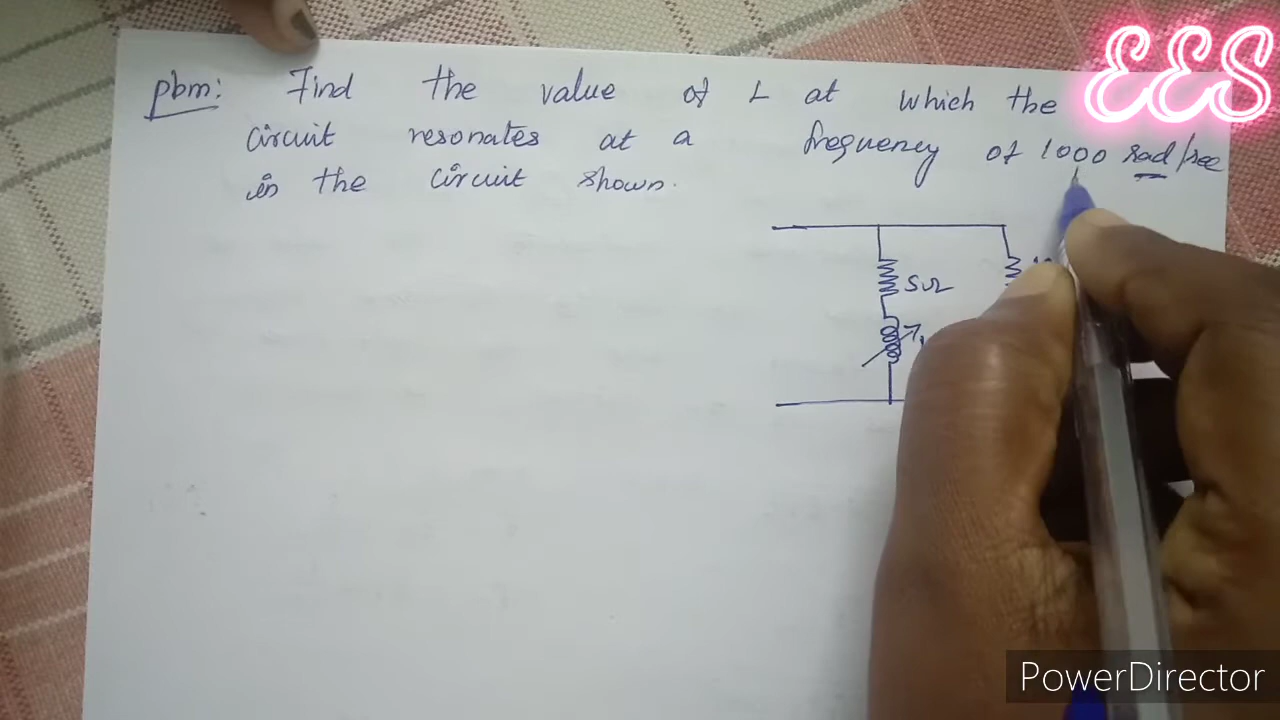 pbm: Find the value of L at which the
circuit resonates at a frequency of 1000 rad/sec
in the circuit shown.
5Ω
EES
PowerDirector